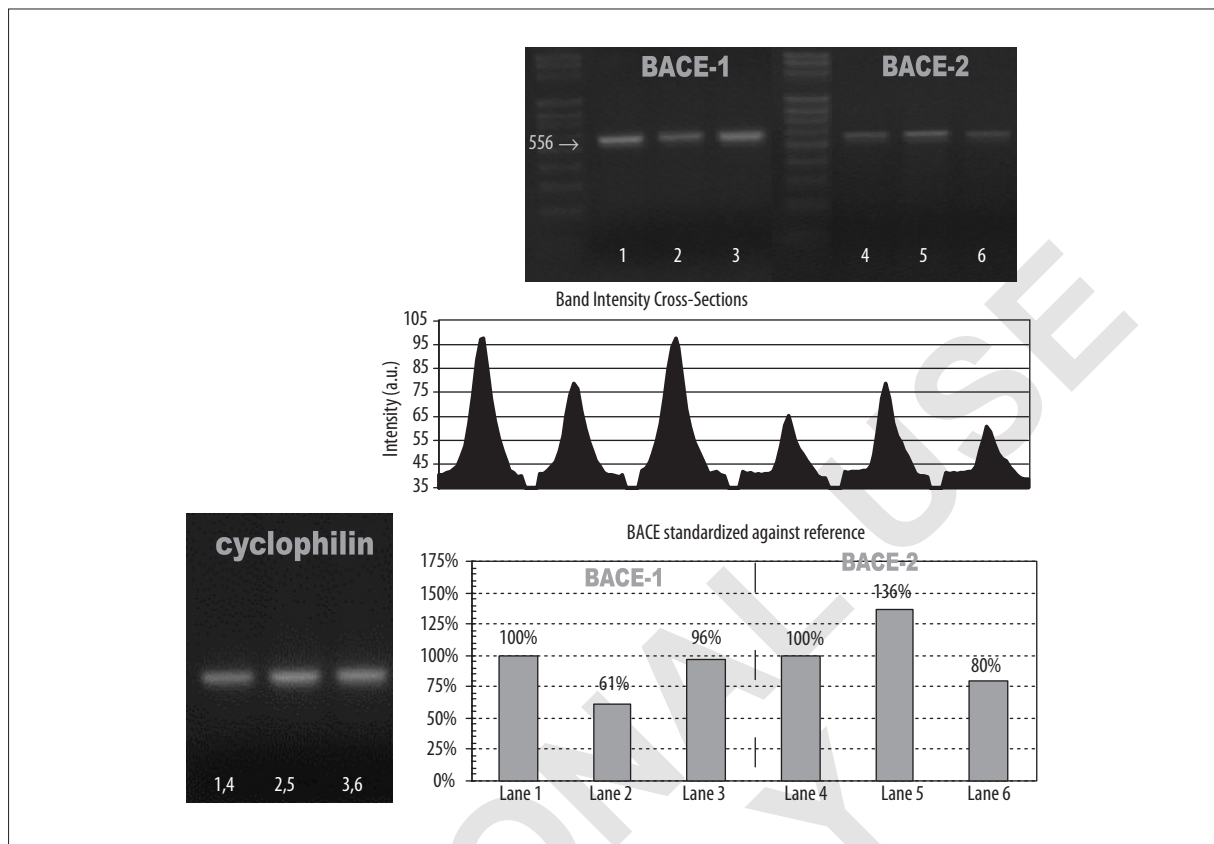 BACE-1 BACE-2
556 →
1 2 3 4 5 6
Band Intensity Cross-Sections
105
95
85
75
65
55
45
35
Intensity (a.u.)
cyclophilin
1,4 2,5 3,6
BACE standardized against reference
175%
150%
125%
100%
75%
50%
25%
0%
BACE-1 BACE-2
100% 61% 96% 100% 136% 80%
Lane 1 Lane 2 Lane 3 Lane 4 Lane 5 Lane 6
ONAL USE
Y